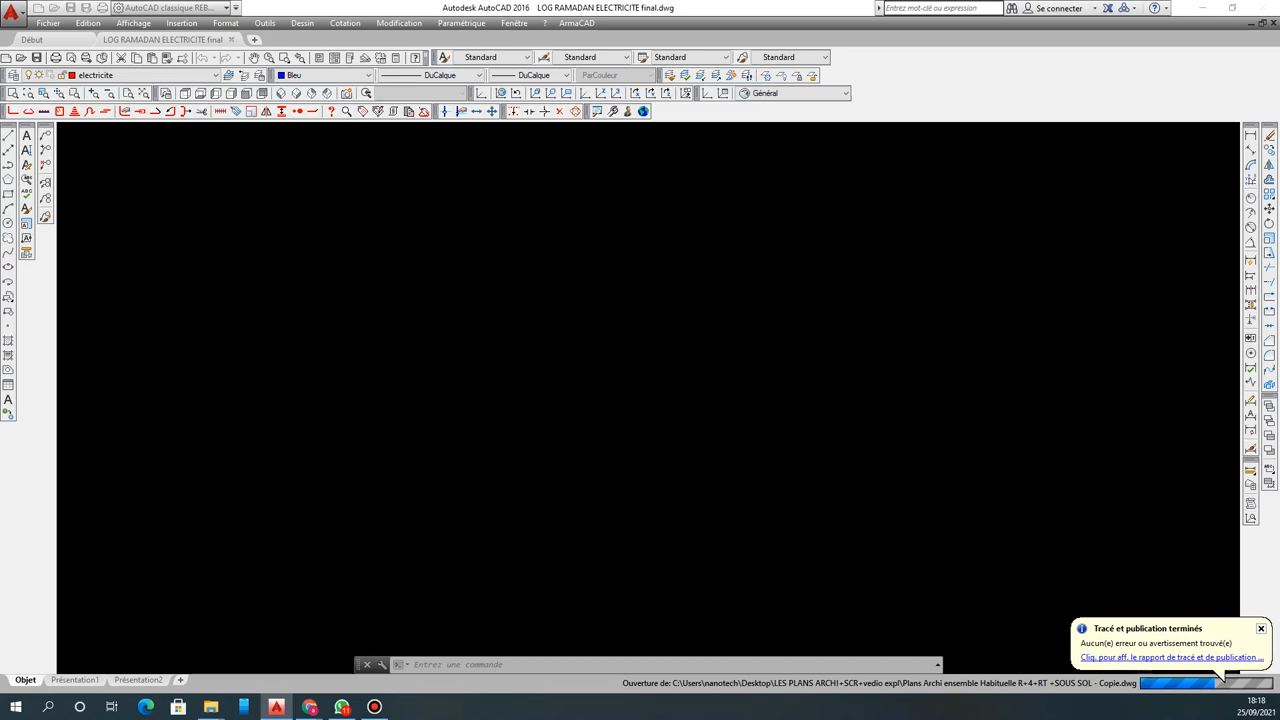 AutoCAD classique REB...
Autodesk AutoCAD 2016 LOG RAMADAN ELECTRICITE final.dwg
Entrez mot-clé ou expression
Se connecter
Fichier Edition Affichage Insertion Format Outils Dessin Cotation Modification Paramétrique Fenêtre Express ArmaCAD
Début LOG RAMADAN ELECTRICITE final
Standard Standard Standard Standard
electricite Bleu DuCalque DuCalque ParCouleur
Général
Tracé et publication terminés
Aucun(e) erreur ou avertissement trouvé(e)
Cliq. pour aff. le rapport de tracé et de publication ...
Entrez une commande
Objet Présentation1 Présentation2
Ouverture de: C:\Users\nanotech\Desktop\LES PLANS ARCHI+SCR+vedio expl\Plans Archi ensemble Habituelle R+4+RT +SOUS SOL - Copie.dwg
11
18:18
25/09/2021